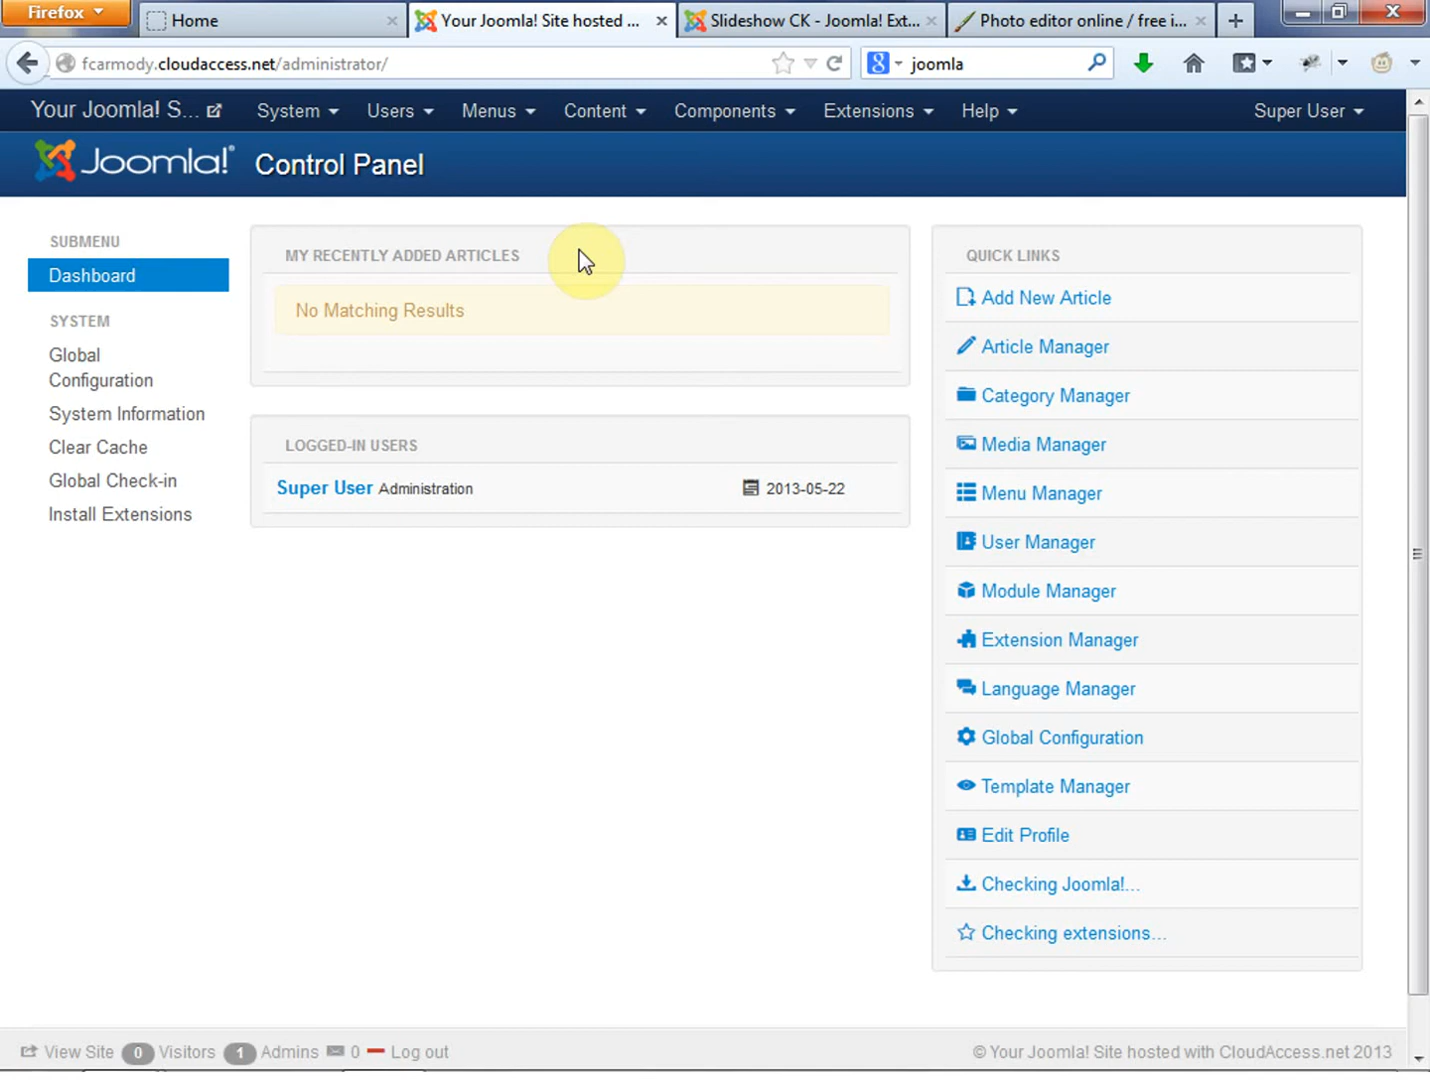 Firefox
Home
Your Joomla! Site hosted ...
Slideshow CK - Joomla! Ext...
Photo editor online / free i...
fcarmody.cloudaccess.net/administrator/
joomla
Your Joomla! S...
System
Users
Menus
Content
Components
Extensions
Help
Super User
Joomla!
Control Panel
SUBMENU
Dashboard
SYSTEM
Global
Configuration
System Information
Clear Cache
Global Check-in
Install Extensions
MY RECENTLY ADDED ARTICLES
No Matching Results
LOGGED-IN USERS
Super User Administration 2013-05-22
QUICK LINKS
Add New Article
Article Manager
Category Manager
Media Manager
Menu Manager
User Manager
Module Manager
Extension Manager
Language Manager
Global Configuration
Template Manager
Edit Profile
Checking Joomla!...
Checking extensions...
View Site 0 Visitors 1 Admins 0 Log out
© Your Joomla! Site hosted with CloudAccess.net 2013